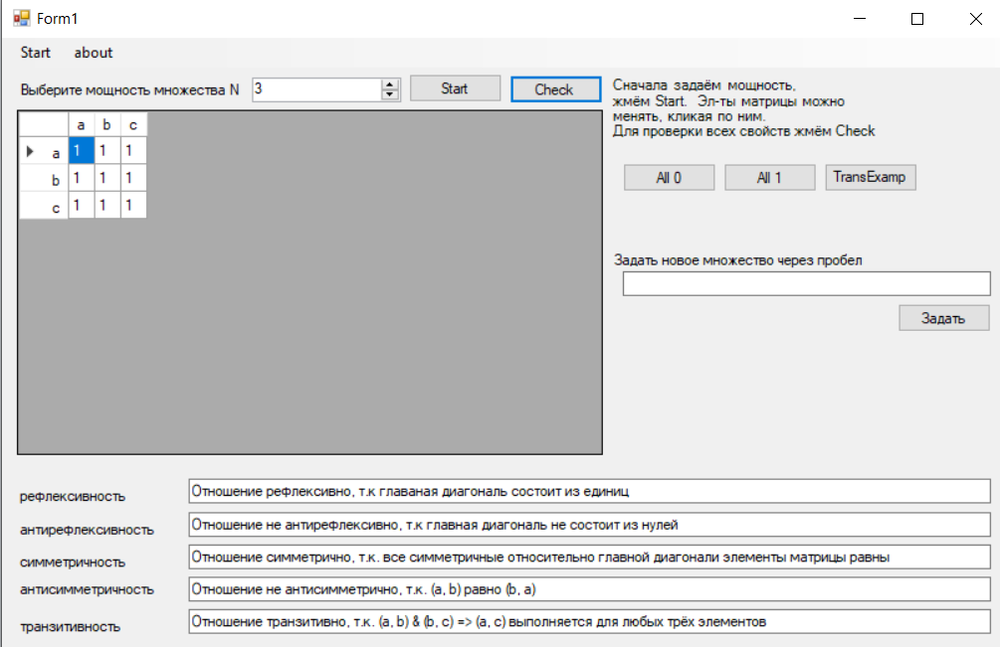 Form1
Start about
Выберите мощность множества N 3 Start Check
Сначала задаём мощность,
жмём Start. Эл-ты матрицы можно
менять, кликая по ним.
Для проверки всех свойств жмём Check
a b c
a 1 1 1
b 1 1 1
c 1 1 1
All 0 All 1 TransExamp
Задать новое множество через пробел
Задать
рефлексивность Отношение рефлексивно, т.к главаная диагональ состоит из единиц
антирефлексивность Отношение не антирефлексивно, т.к главная диагональ не состоит из нулей
симметричность Отношение симметрично, т.к. все симметричные относительно главной диагонали элементы матрицы равны
антисимметричность Отношение не антисимметрично, т.к. (a, b) равно (b, a)
транзитивность Отношение транзитивно, т.к. (a, b) & (b, c) => (a, c) выполняется для любых трёх элементов